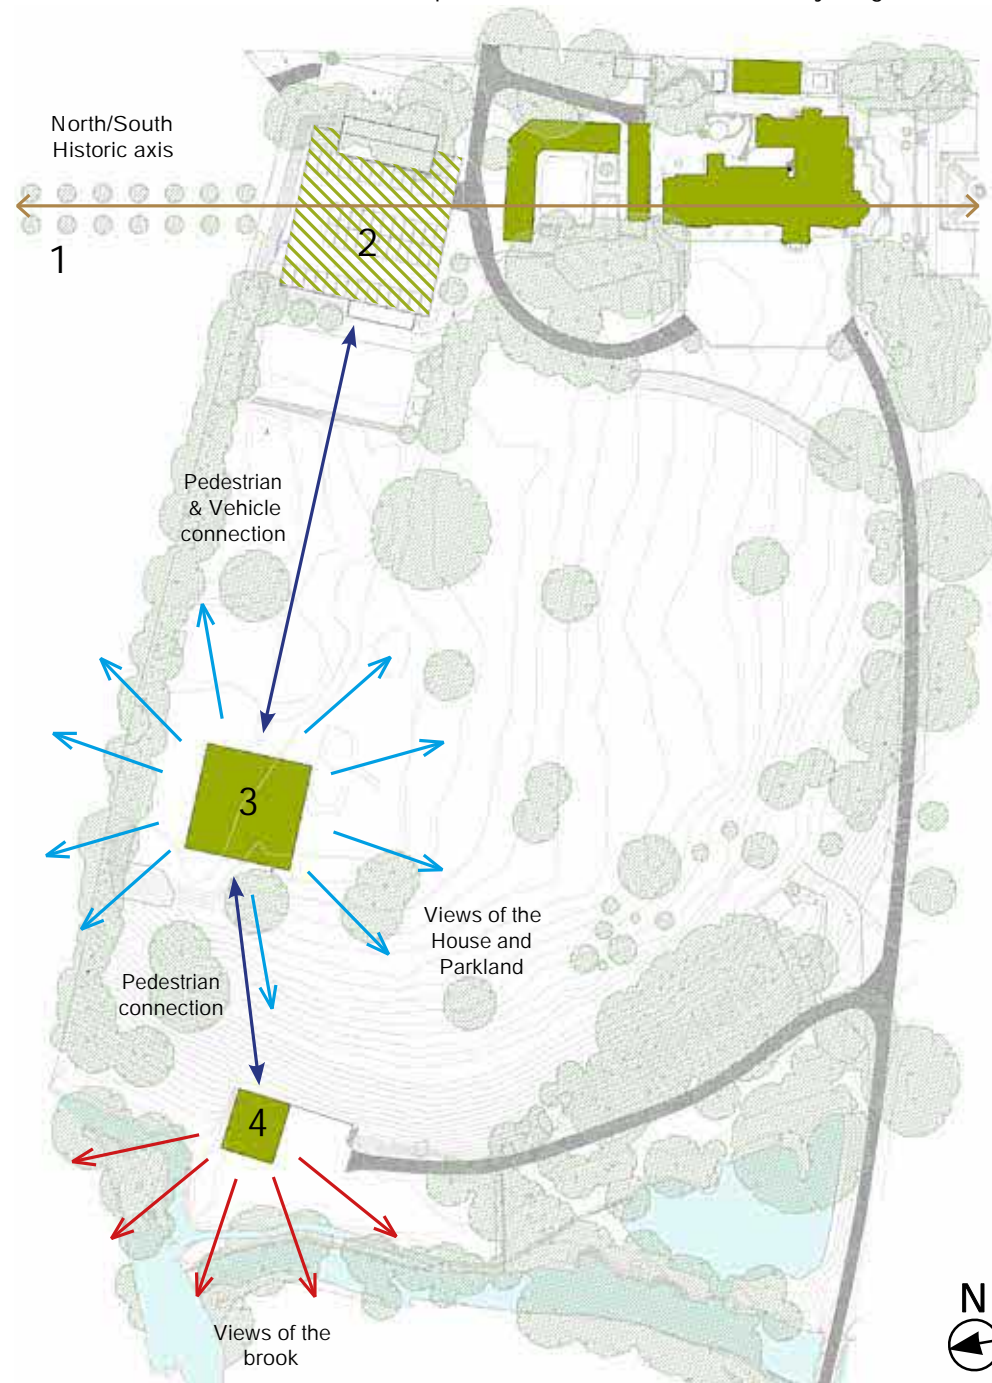 North/South
Historic axis
1
2
Pedestrian
& Vehicle
connection
3
Views of the
House and
Parkland
Pedestrian
connection
4
Views of the
brook
N